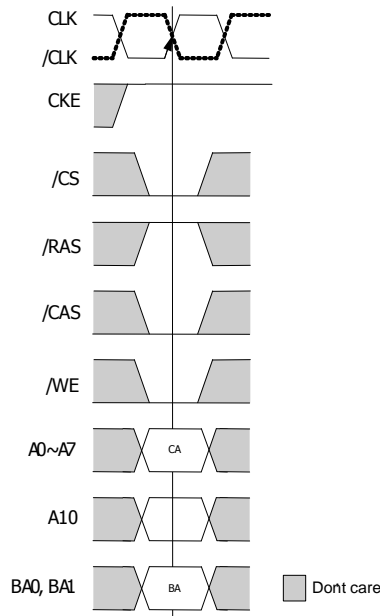 CLK
/CLK
CKE
/CS
/RAS
/CAS
/WE
A0~A7
CA
A10
BA0, BA1
BA
Dont care